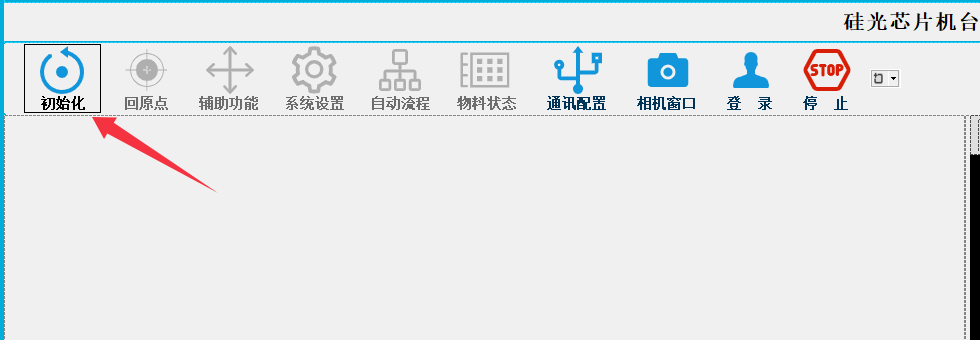 硅光芯片机台
初始化 回原点 辅助功能 系统设置 自动流程 物料状态 通讯配置 相机窗口 登 录 STOP 停 止